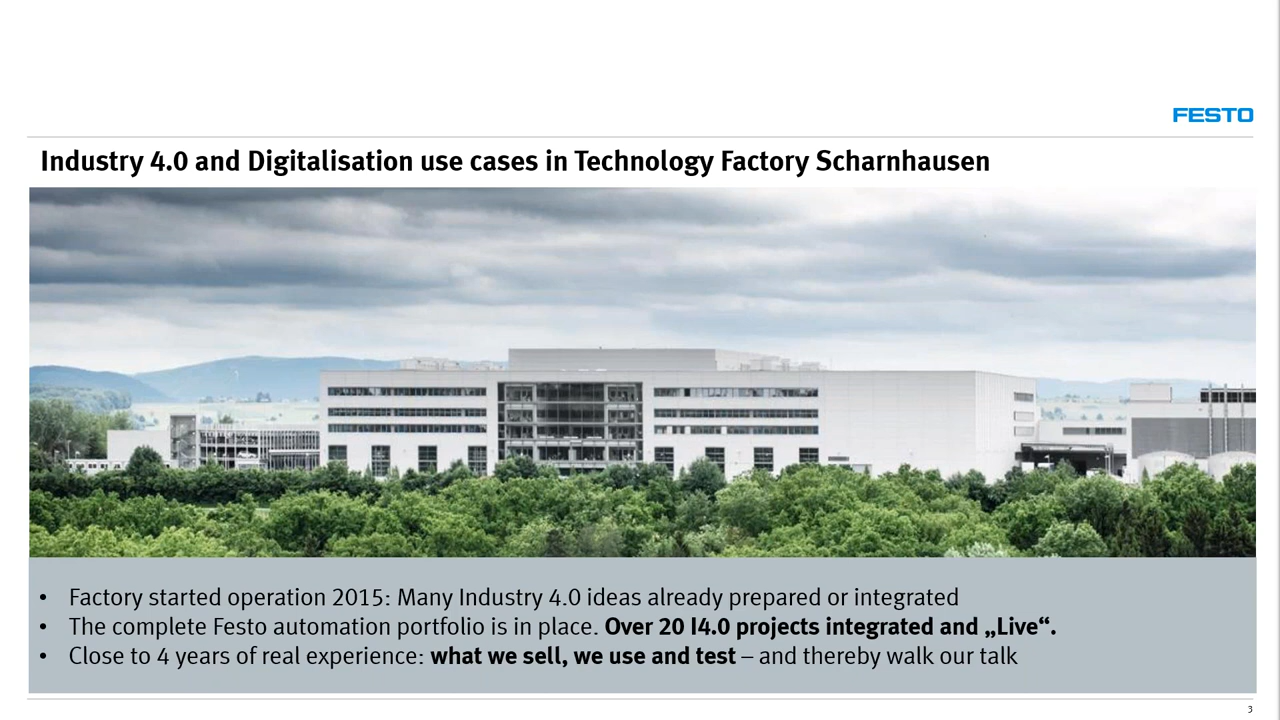 FESTO
Industry 4.0 and Digitalisation use cases in Technology Factory Scharnhausen
• Factory started operation 2015: Many Industry 4.0 ideas already prepared or integrated
• The complete Festo automation portfolio is in place. Over 20 I4.0 projects integrated and „Live“.
• Close to 4 years of real experience: what we sell, we use and test – and thereby walk our talk
3